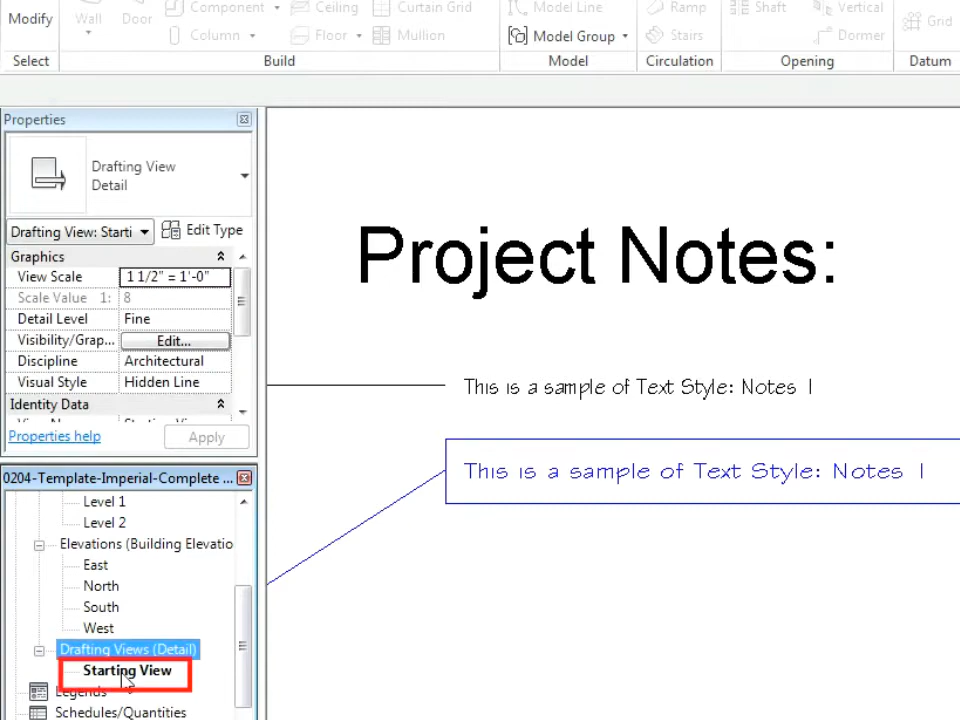 Modify
Wall
Door
Component
Ceiling
Curtain Grid
Model Line
Ramp
Shaft
Vertical
Grid
Column
Floor
Mullion
Model Group
Stairs
Dormer
Select
Build
Model
Circulation
Opening
Datum
Properties
Drafting View
Detail
Drafting View: Starti
Edit Type
Graphics
View Scale 1 1/2" = 1'-0"
Scale Value 1: 8
Detail Level Fine
Visibility/Grap... Edit...
Discipline Architectural
Visual Style Hidden Line
Identity Data
Properties help
Apply
Project Notes:
This is a sample of Text Style: Notes 1
This is a sample of Text Style: Notes 1
0204-Template-Imperial-Complete ...
Level 1
Level 2
Elevations (Building Elevatio
East
North
South
West
Drafting Views (Detail)
Starting View
Legends
Schedules/Quantities